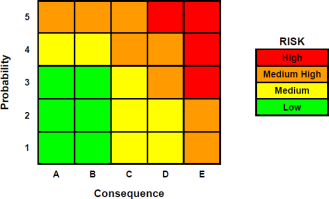 Probability
5
4
3
2
1
A B C D E
Consequence
RISK
High
Medium High
Medium
Low